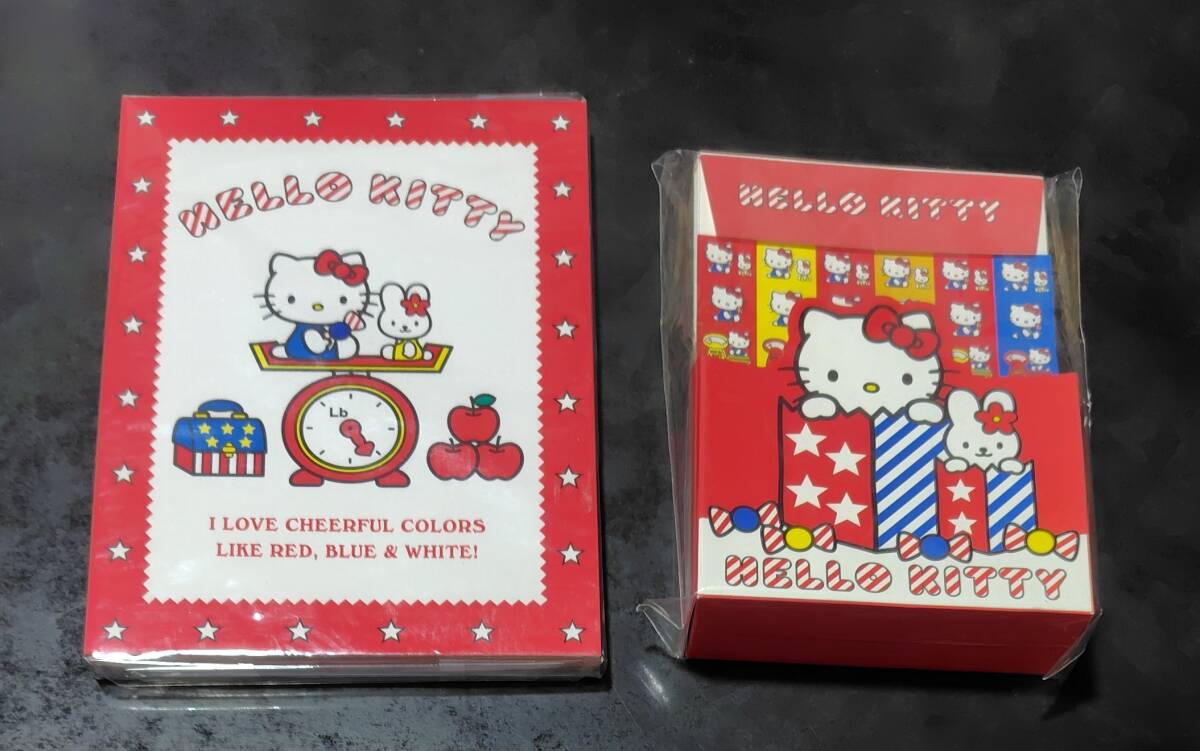 HELLO KITTY
Lb
I LOVE CHEERFUL COLORS
LIKE RED, BLUE & WHITE!
HELLO KITTY
HELLO KITTY